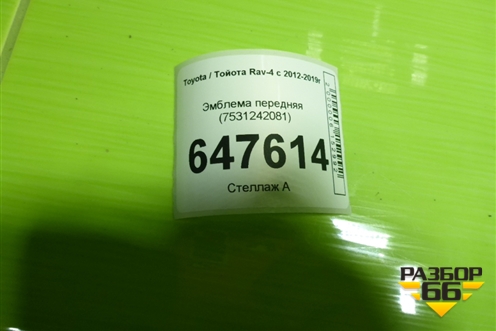 Toyota / Тойота Rav-4 с 2012-2019г
Эмблема передняя
(7531242081)
647614
Стеллаж А
РАЗБОР
66